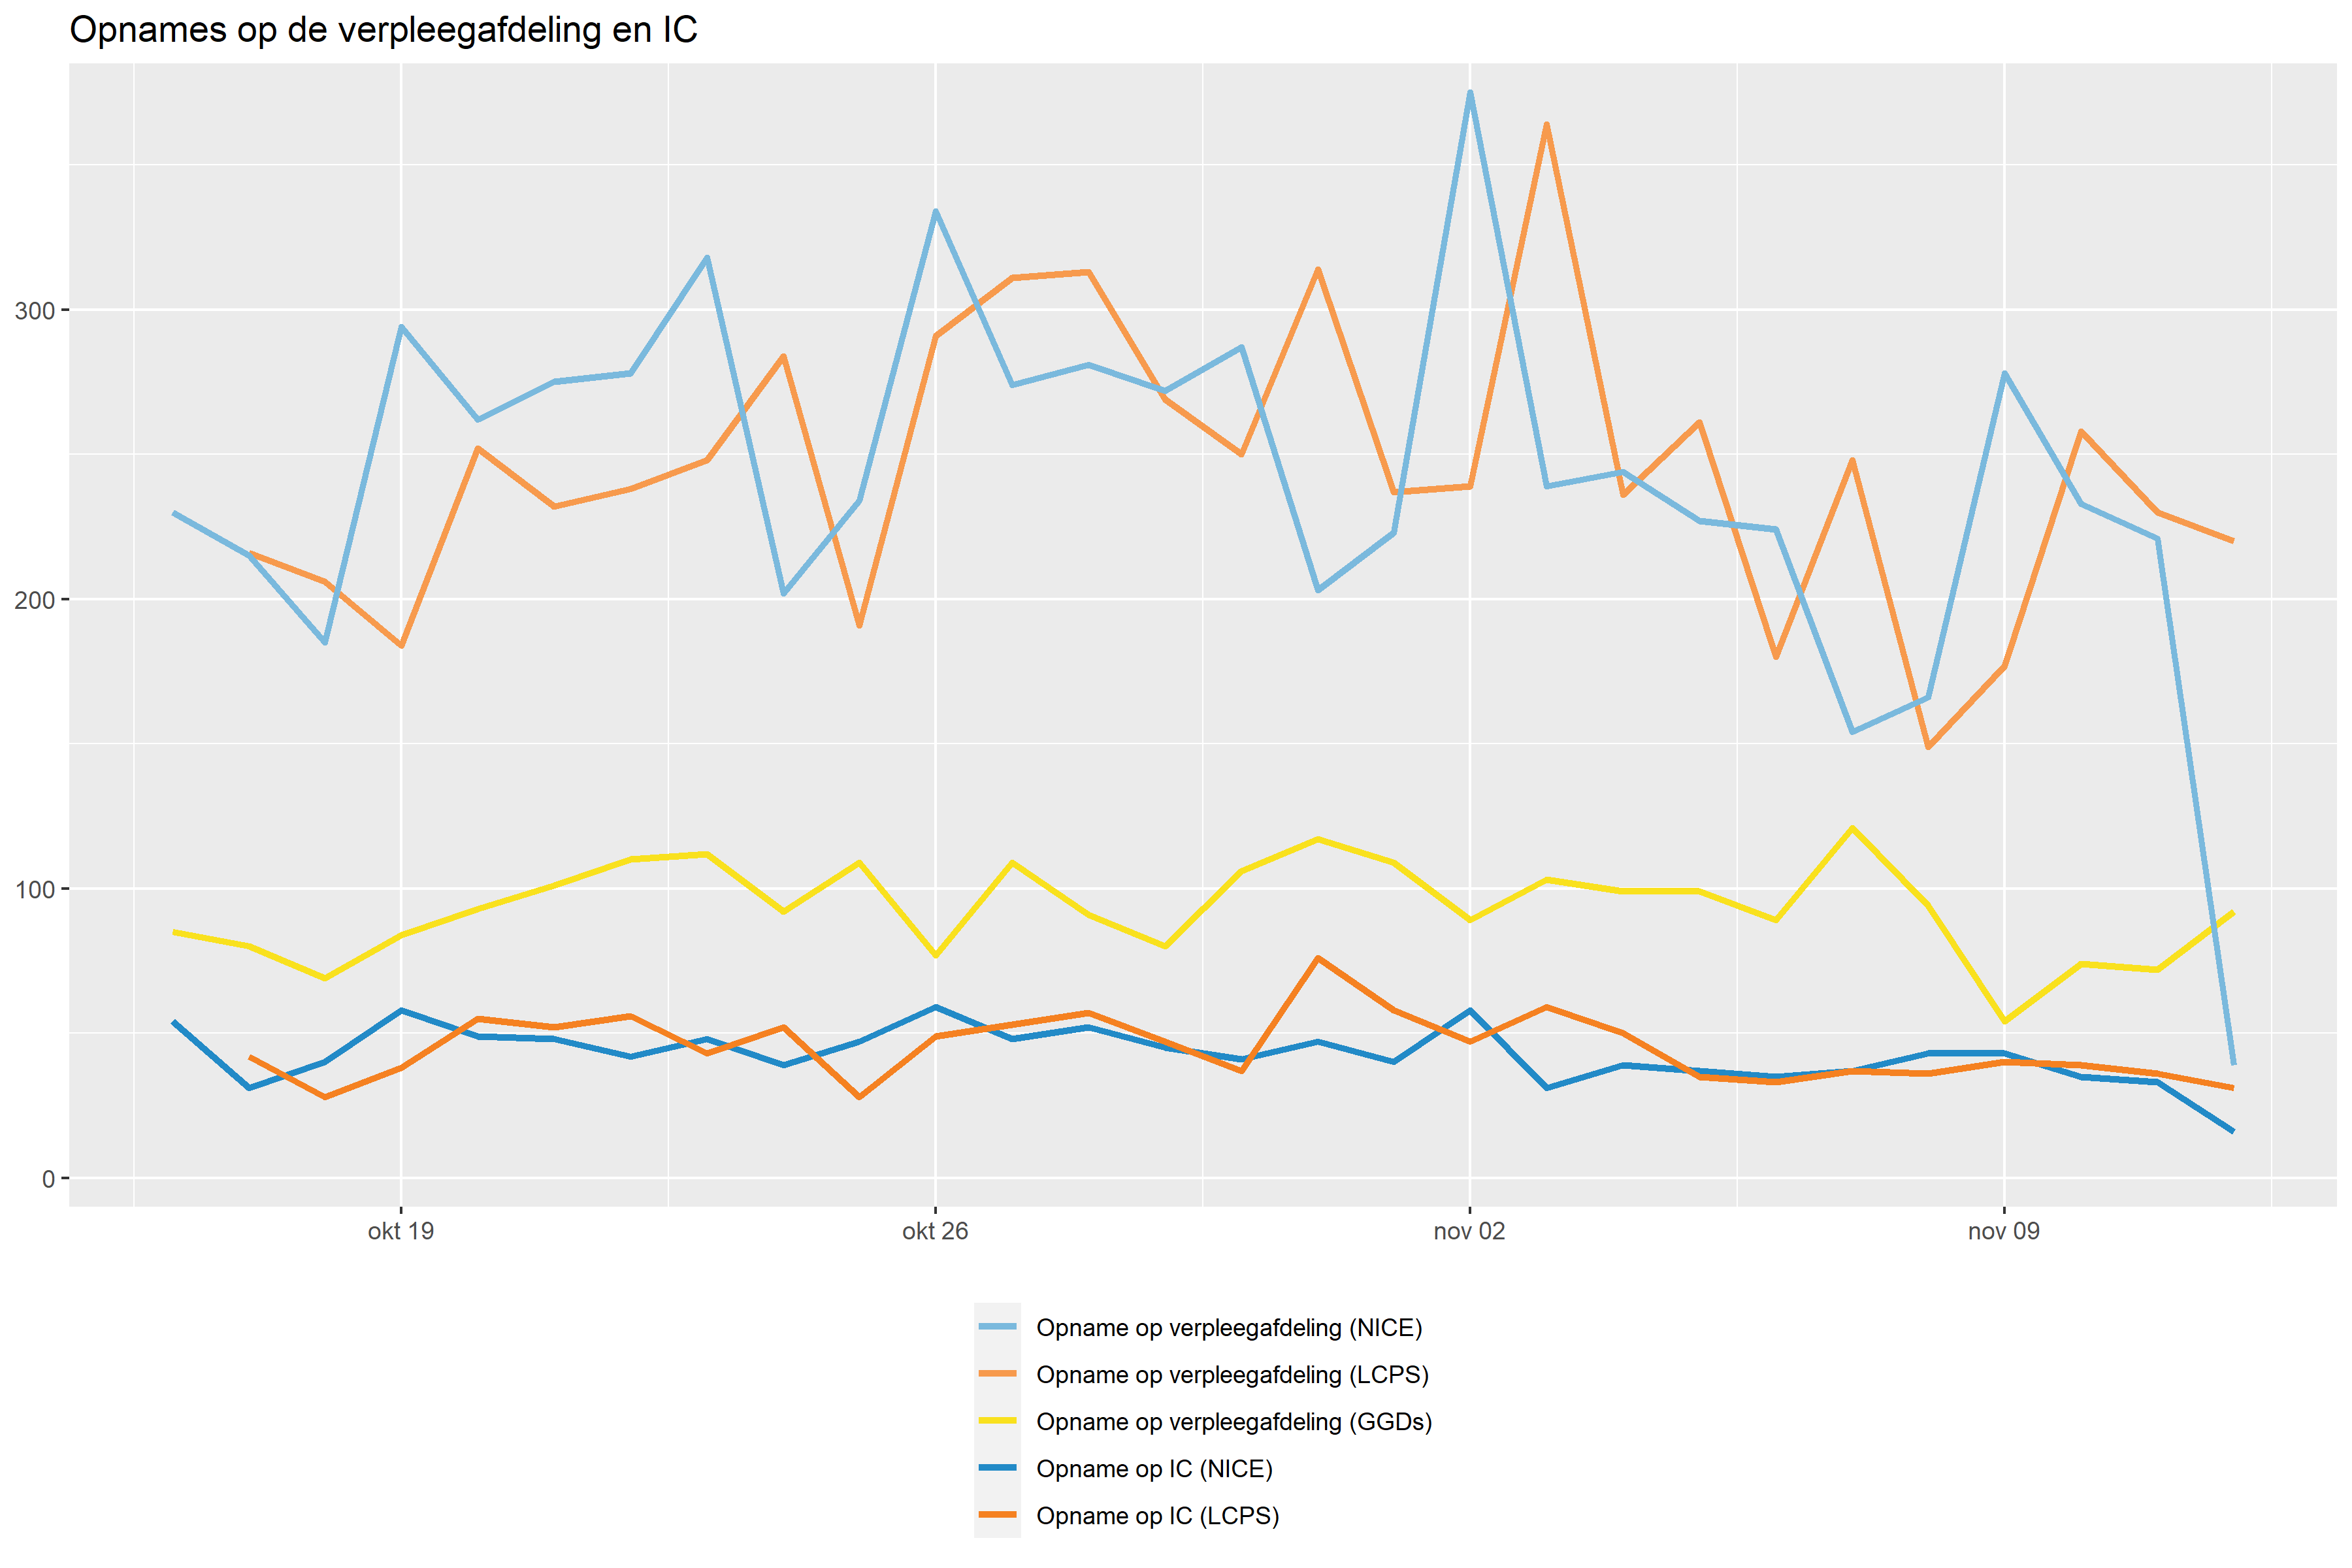 Opnames op de verpleegafdeling en IC
300
200
100
0
okt 19
okt 26
nov 02
nov 09
Opname op verpleegafdeling (NICE)
Opname op verpleegafdeling (LCPS)
Opname op verpleegafdeling (GGDs)
Opname op IC (NICE)
Opname op IC (LCPS)